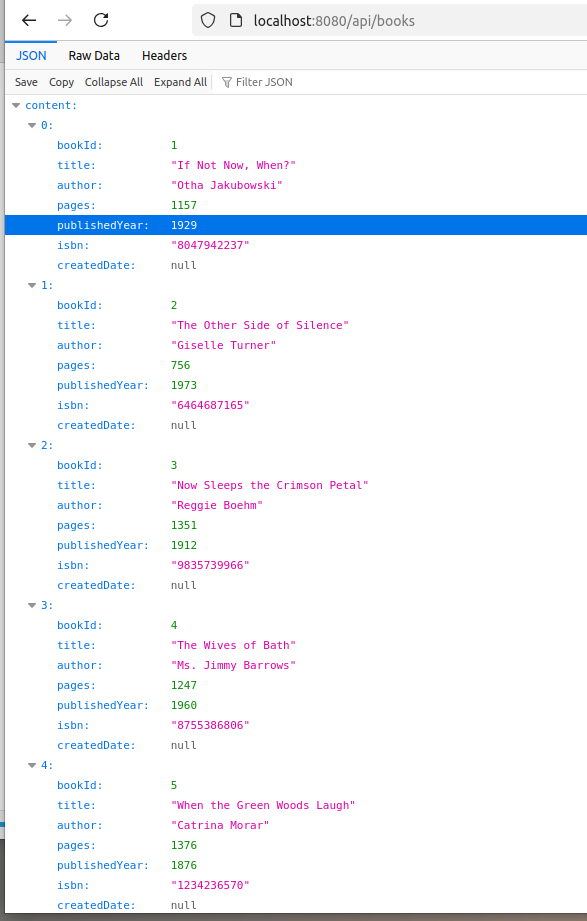 localhost:8080/api/books
JSON Raw Data Headers
Save Copy Collapse All Expand All Filter JSON
content:
0:
bookId: 1
title: "If Not Now, When?"
author: "Otha Jakubowski"
pages: 1157
publishedYear: 1929
isbn: "8047942237"
createdDate: null
1:
bookId: 2
title: "The Other Side of Silence"
author: "Giselle Turner"
pages: 756
publishedYear: 1973
isbn: "6464687165"
createdDate: null
2:
bookId: 3
title: "Now Sleeps the Crimson Petal"
author: "Reggie Boehm"
pages: 1351
publishedYear: 1912
isbn: "9835739966"
createdDate: null
3:
bookId: 4
title: "The Wives of Bath"
author: "Ms. Jimmy Barrows"
pages: 1247
publishedYear: 1960
isbn: "8755386806"
createdDate: null
4:
bookId: 5
title: "When the Green Woods Laugh"
author: "Catrina Morar"
pages: 1376
publishedYear: 1876
isbn: "1234236570"
createdDate: null